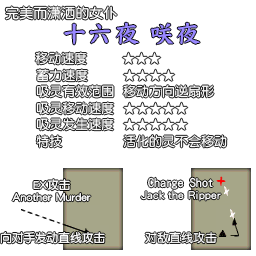 完美而潇洒的女仆
十六夜 咲夜
移动速度 ☆☆☆
蓄力速度 ☆☆☆☆
吸灵有效范围 移动方向逆扇形
吸灵移动速度 ☆☆☆☆☆
吸灵发生速度 ☆☆☆☆☆
特技 活化的灵不会移动
EX攻击
Another Murder
向对手发动直线攻击
Charge Shot
Jack the Ripper
对敌直线攻击